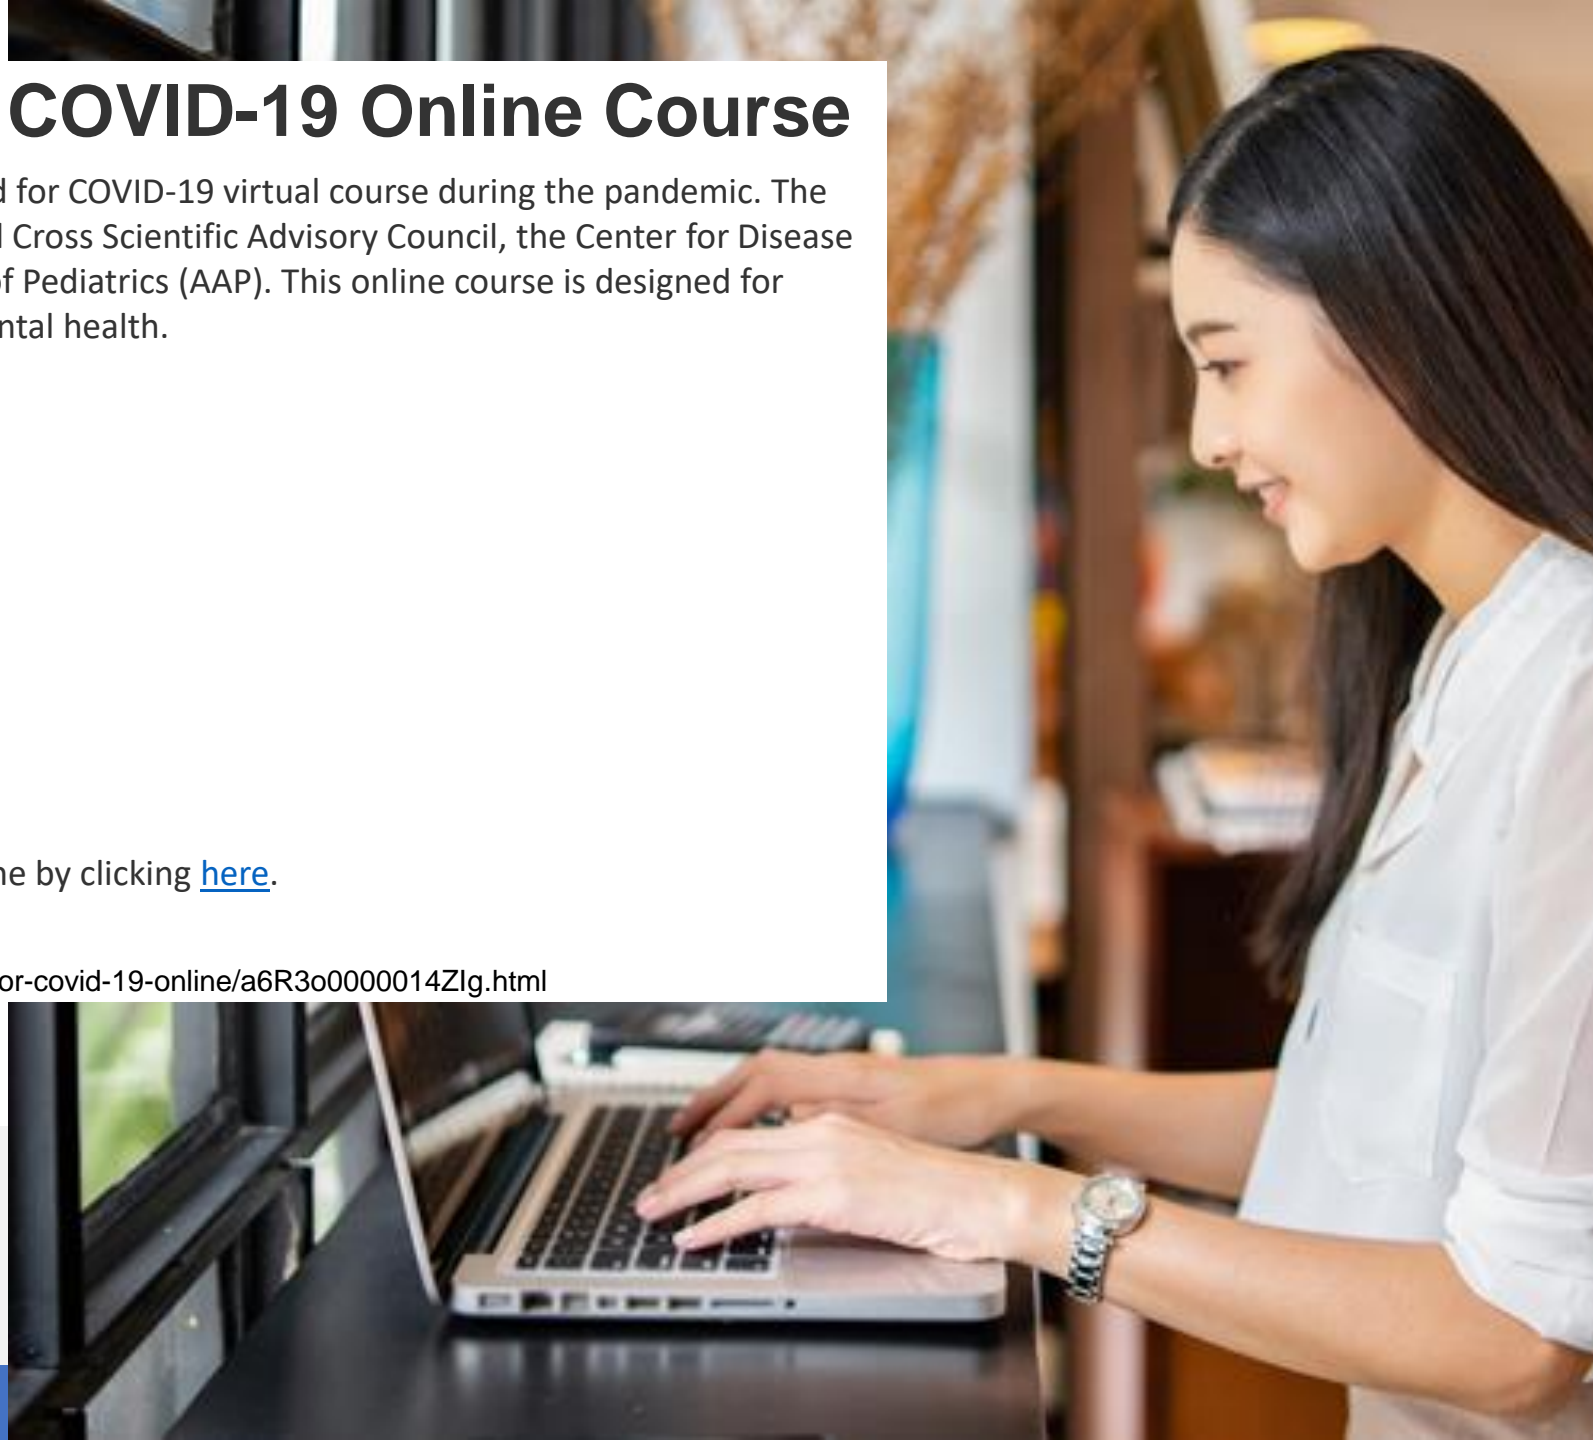 COVID-19 Online Course
d for COVID-19 virtual course during the pandemic. The
l Cross Scientific Advisory Council, the Center for Disease
of Pediatrics (AAP). This online course is designed for
ntal health.
ne by clicking here.
or-covid-19-online/a6R3o0000014ZIg.html